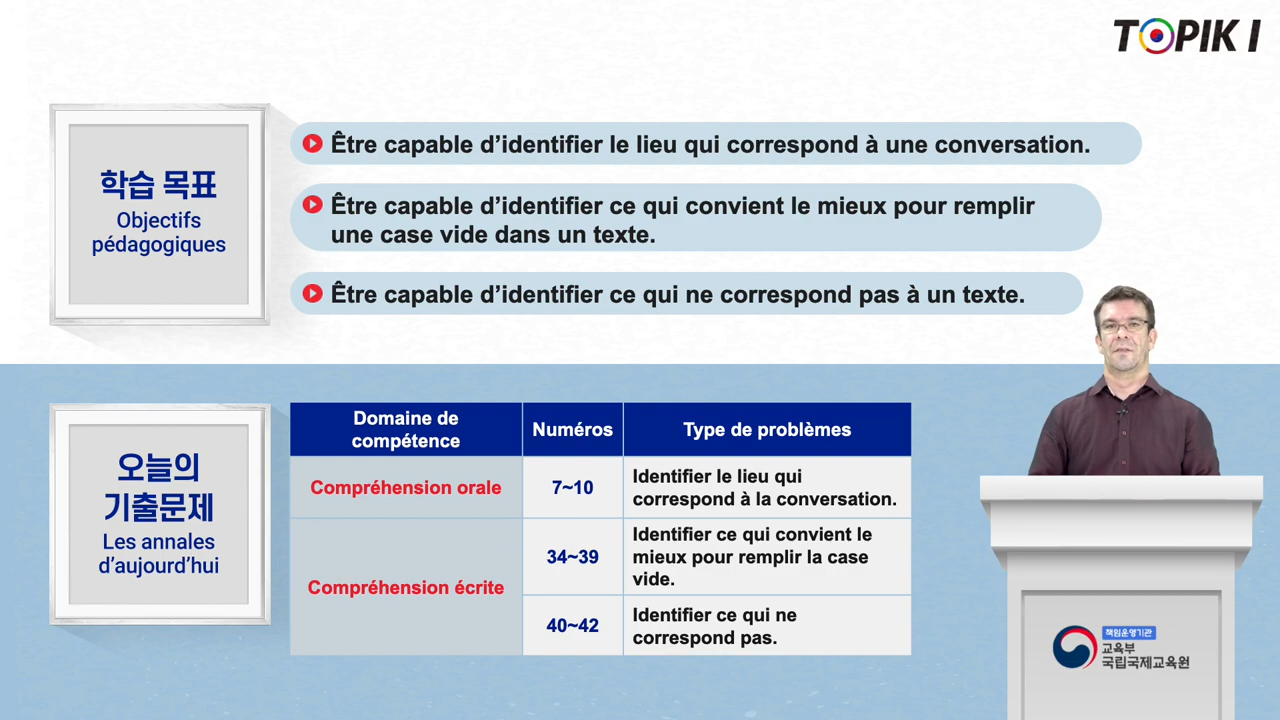 TOPIK I
학습 목표
Objectifs
pédagogiques
Être capable d’identifier le lieu qui correspond à une conversation.
Être capable d’identifier ce qui convient le mieux pour remplir
une case vide dans un texte.
Être capable d’identifier ce qui ne correspond pas à un texte.
오늘의
기출문제
Les annales
d’aujourd’hui
Domaine de
compétence
Numéros
Type de problèmes
Compréhension orale
7~10
Identifier le lieu qui
correspond à la conversation.
Compréhension écrite
34~39
Identifier ce qui convient le
mieux pour remplir la case
vide.
40~42
Identifier ce qui ne
correspond pas.
책임운영기관
교육부
국립국제교육원